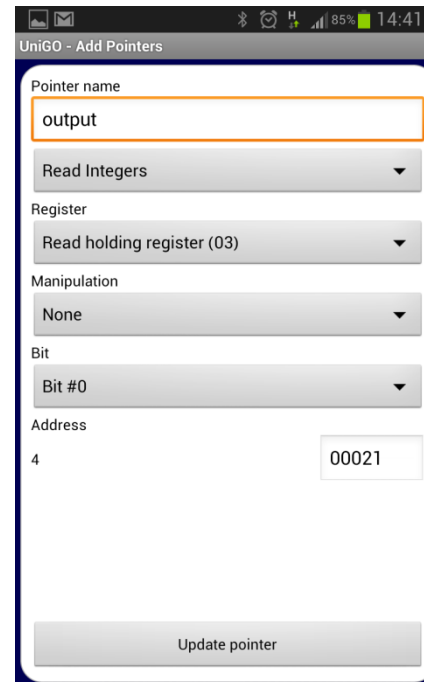 H 85% 14:41
UniGO - Add Pointers
Pointer name
output
Read Integers
Register
Read holding register (03)
Manipulation
None
Bit
Bit #0
Address
4 00021
Update pointer